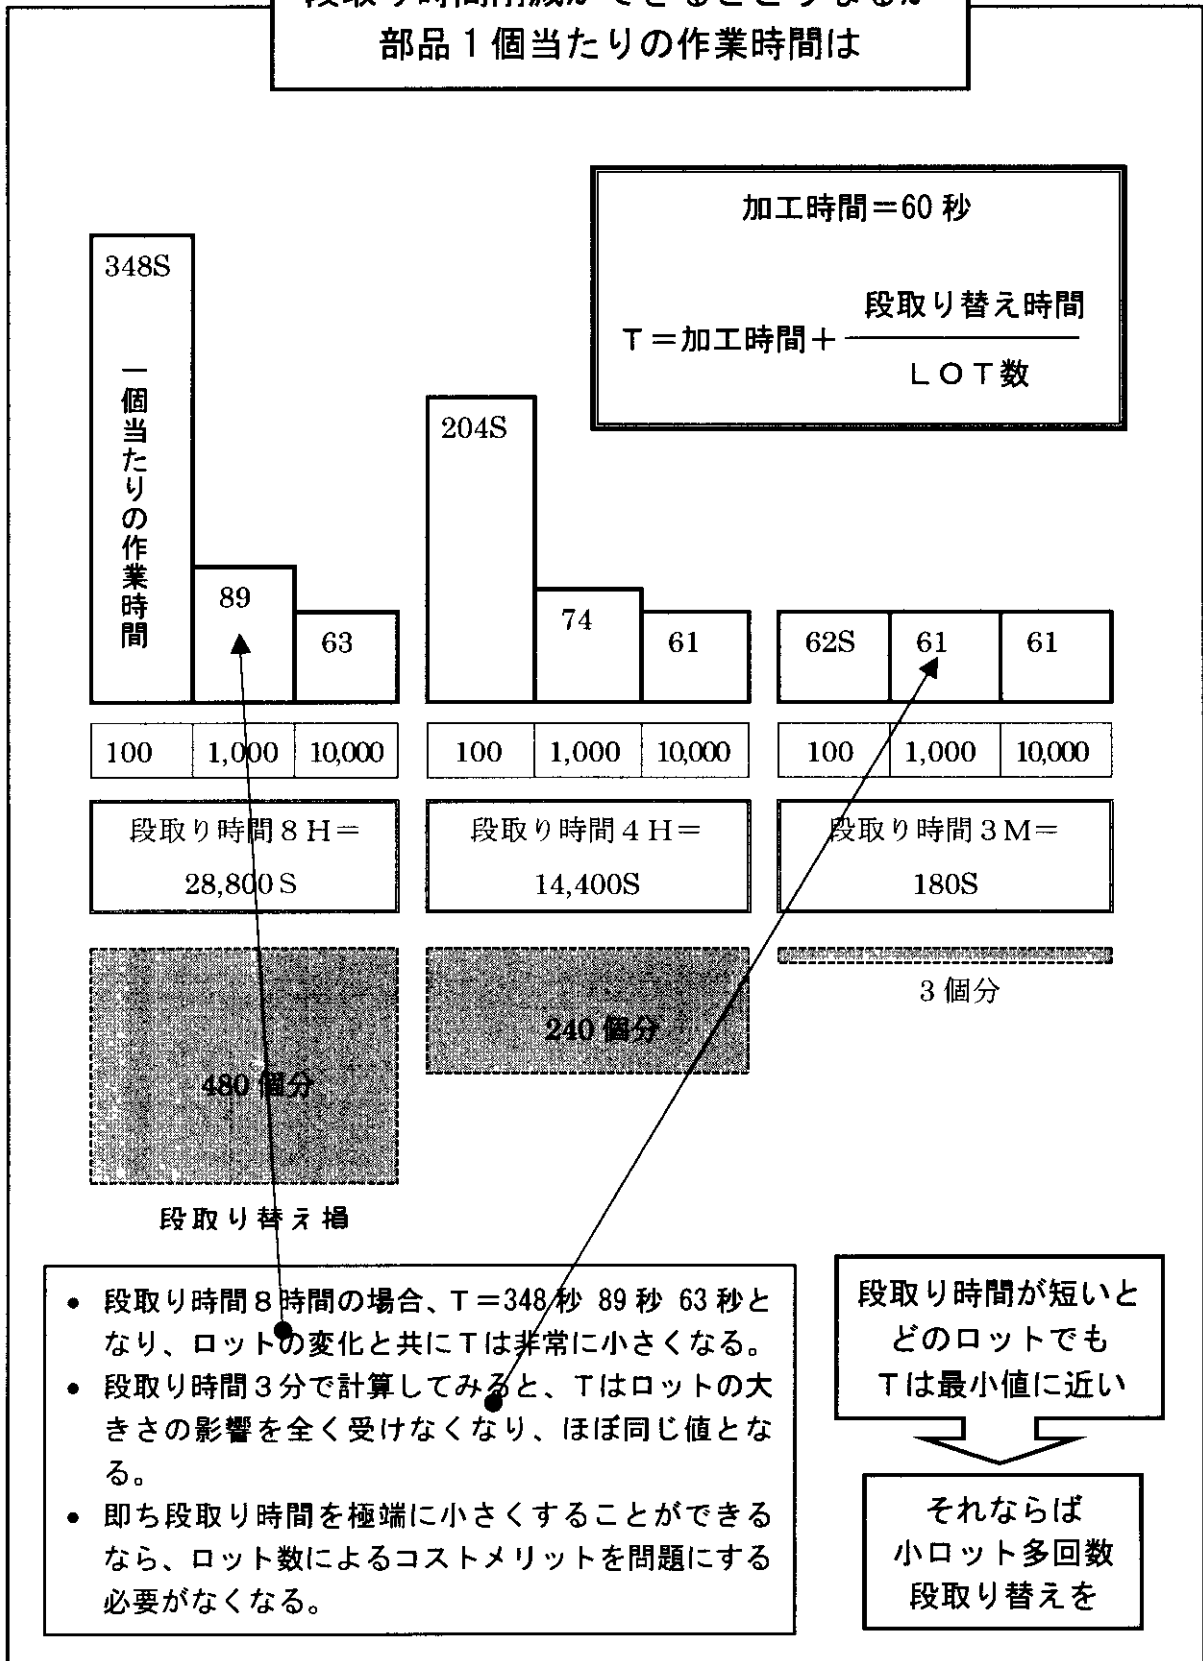 部品1個当たりの作業時間は
加工時間＝60 秒
T＝加工時間＋段取り替え時間
LOT数
348S
一個当たりの作業時間
89
63
204S
74
61
62S
61
61
100 1,000 10,000
100 1,000 10,000
100 1,000 10,000
段取り時間8H＝
28,800S
段取り時間4H＝
14,400S
段取り時間3M＝
180S
480個分
240個分
3個分
段取り替え損
• 段取り時間8時間の場合、T＝348秒 89秒 63秒と
なり、ロットの変化と共にTは非常に小さくなる。
• 段取り時間3分で計算してみると、Tはロットの大
きさの影響を全く受けなくなり、ほぼ同じ値とな
る。
• 即ち段取り時間を極端に小さくすることができる
なら、ロット数によるコストメリットを問題にする
必要がなくなる。
段取り時間が短いと
どのロットでも
Tは最小値に近い
それならば
小ロット多回数
段取り替えを